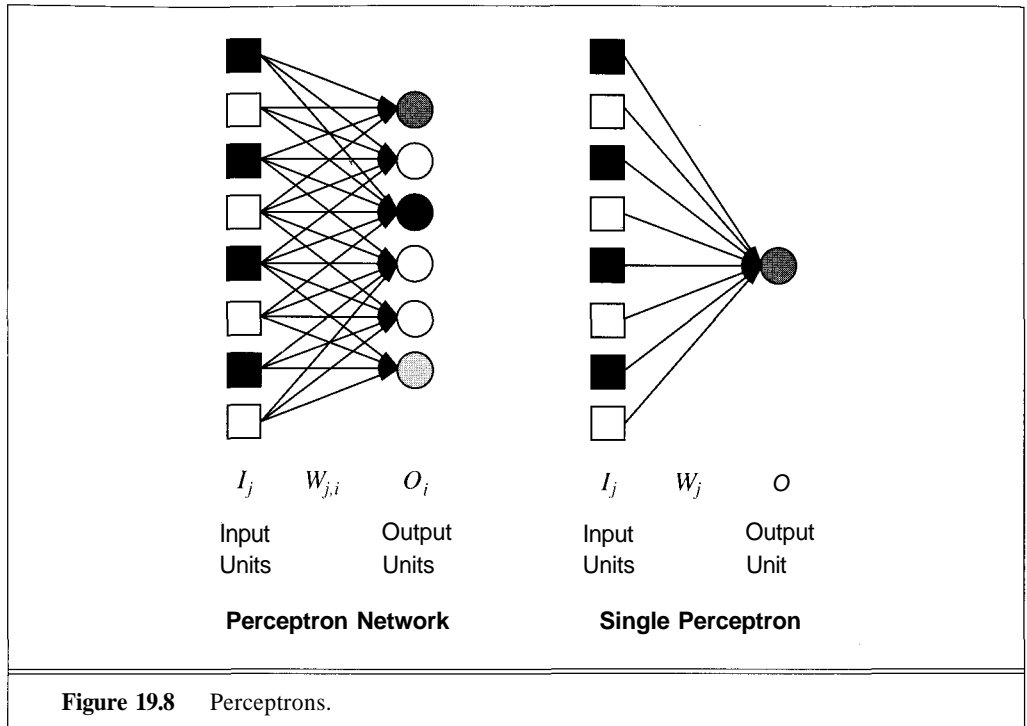 I_j W_{j,i} O_i
Input Output
Units Units
Perceptron Network
I_j W_j O
Input Output
Units Unit
Single Perceptron
Figure 19.8 Perceptrons.